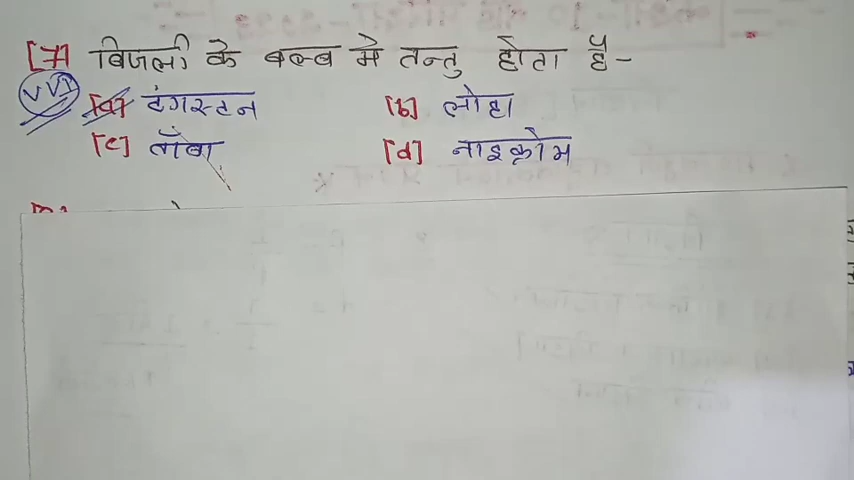 [7] बिजली के बल्ब मे तन्तु होता है-
VVI
[a] टंगस्टन [b] लोहा
[c] ताँबा [d] नाइक्रोम